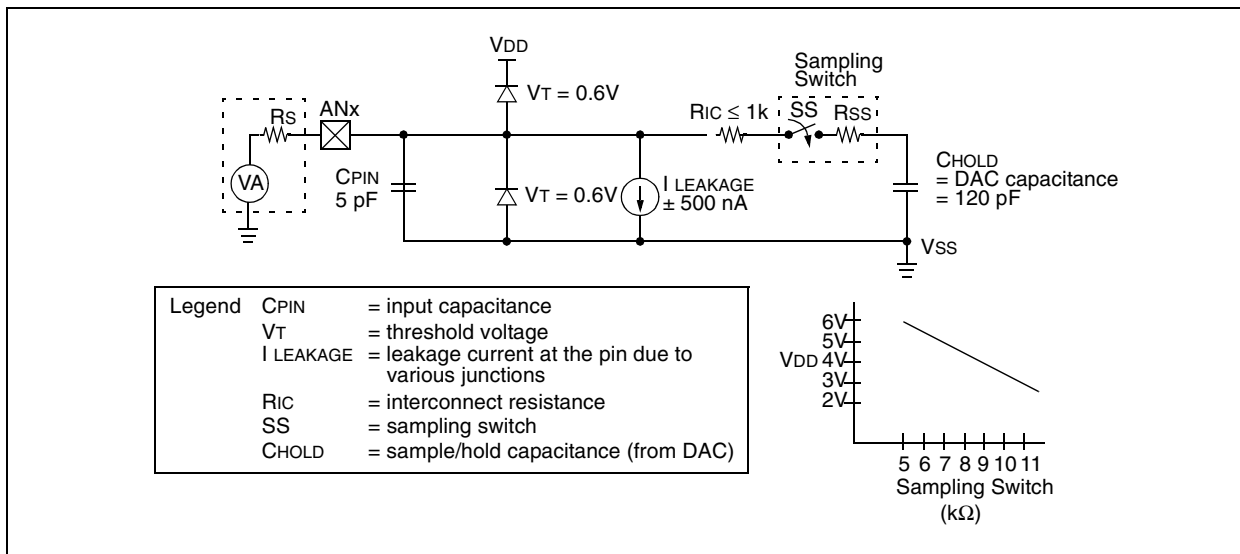 VDD
Sampling
Switch
VT = 0.6V
RS
ANx
RIC ≤ 1k
SS
RSS
VA
CPIN
5 pF
VT = 0.6V
I LEAKAGE
± 500 nA
CHOLD
= DAC capacitance
= 120 pF
VSS
Legend CPIN = input capacitance
VT = threshold voltage
I LEAKAGE = leakage current at the pin due to
various junctions
RIC = interconnect resistance
SS = sampling switch
CHOLD = sample/hold capacitance (from DAC)
6V
5V
VDD 4V
3V
2V
5 6 7 8 9 10 11
Sampling Switch
(kΩ)